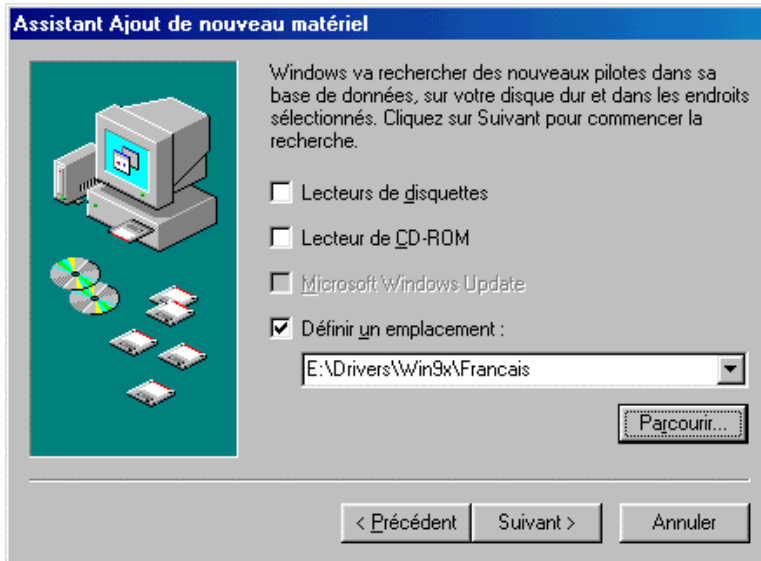 Assistant Ajout de nouveau matériel
Windows va rechercher des nouveaux pilotes dans sa
base de données, sur votre disque dur et dans les endroits
sélectionnés. Cliquez sur Suivant pour commencer la
recherche.
Lecteurs de disquettes
Lecteur de CD-ROM
Microsoft Windows Update
Définir un emplacement :
E:\Drivers\Win9x\Francais
Parcourir...
< Précédent
Suivant >
Annuler